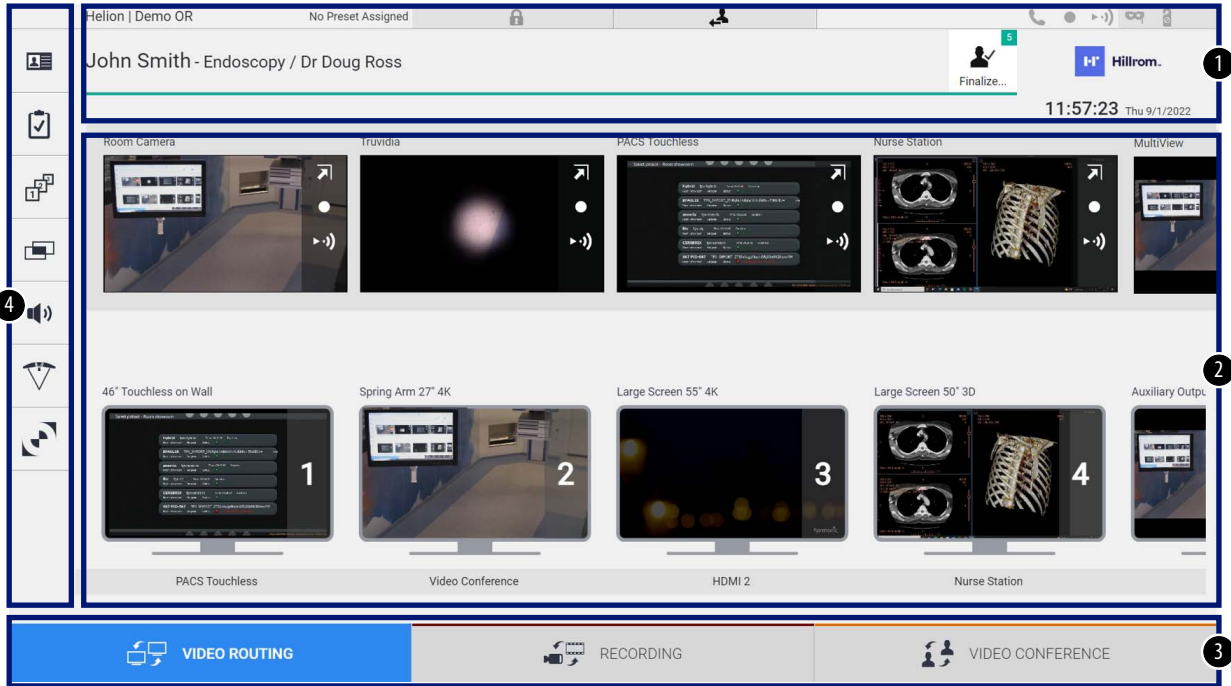 Helion | Demo OR
No Preset Assigned
John Smith - Endoscopy / Dr Doug Ross
5
Finalize...
Hillrom
1
11:57:23 Thu 9/1/2022
Room Camera
Truvidia
PACS Touchless
Nurse Station
MultiView
4
2
46" Touchless on Wall
Spring Arm 27" 4K
Large Screen 55" 4K
Large Screen 50" 3D
Auxiliary Outpu
1
2
3
4
PACS Touchless
Video Conference
HDMI 2
Nurse Station
VIDEO ROUTING
RECORDING
VIDEO CONFERENCE
3